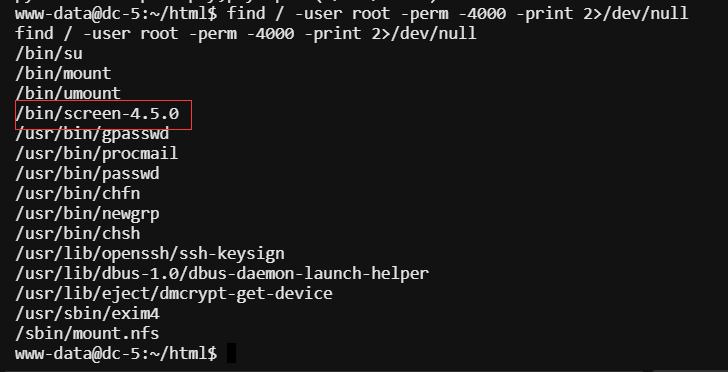 www-data@dc-5:~/html$ find / -user root -perm -4000 -print 2>/dev/null
find / -user root -perm -4000 -print 2>/dev/null
/bin/su
/bin/mount
/bin/umount
/bin/screen-4.5.0
/usr/bin/gpasswd
/usr/bin/procmail
/usr/bin/passwd
/usr/bin/chfn
/usr/bin/newgrp
/usr/bin/chsh
/usr/lib/openssh/ssh-keysign
/usr/lib/dbus-1.0/dbus-daemon-launch-helper
/usr/lib/eject/dmcrypt-get-device
/usr/sbin/exim4
/sbin/mount.nfs
www-data@dc-5:~/html$